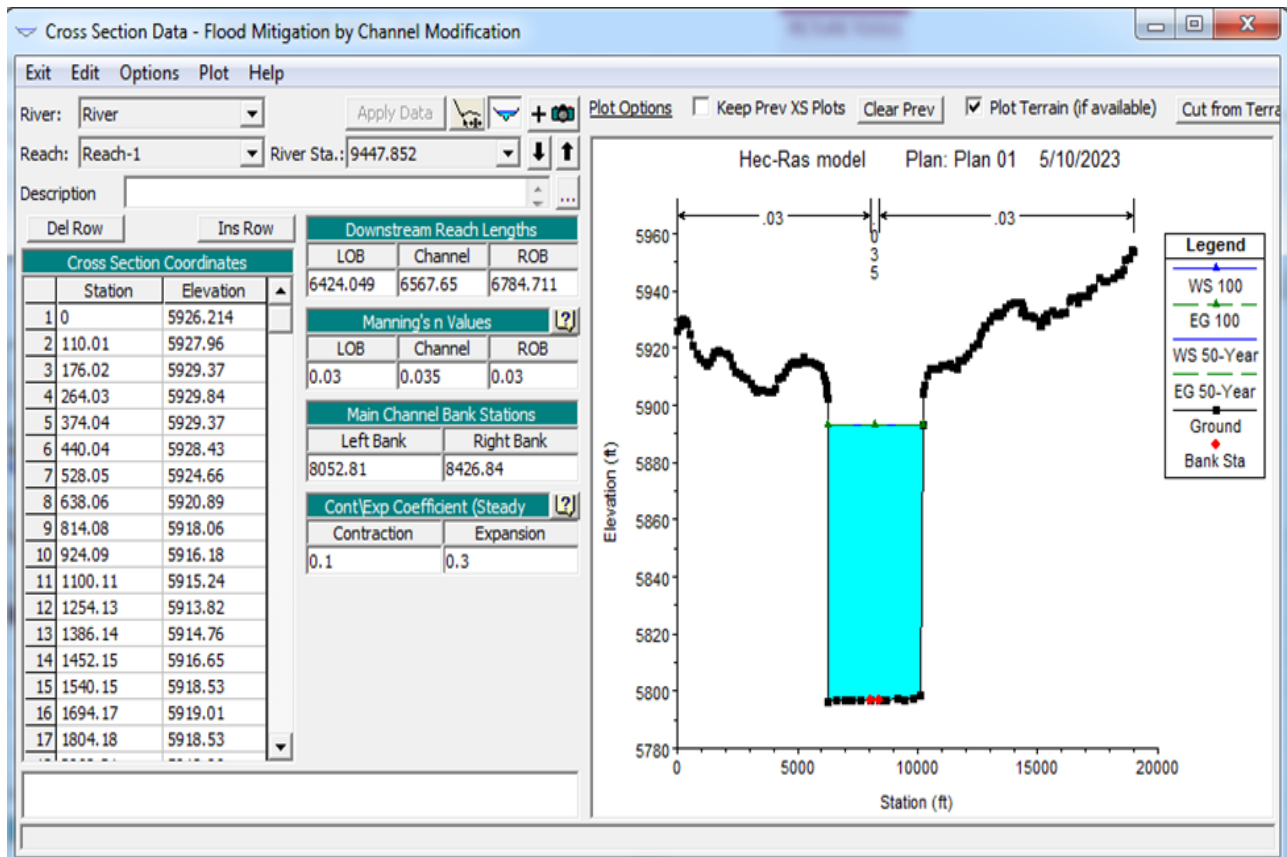 Cross Section Data - Flood Mitigation by Channel Modification
Exit Edit Options Plot Help
River: River Apply Data
Reach: Reach-1 River Sta.: 9447.852
Description ...
Del Row Ins Row
Cross Section Coordinates
Station Elevation
1 0 5926.214
2 110.01 5927.96
3 176.02 5929.37
4 264.03 5929.84
5 374.04 5929.37
6 440.04 5928.43
7 528.05 5924.66
8 638.06 5920.89
9 814.08 5918.06
10 924.09 5916.18
11 1100.11 5915.24
12 1254.13 5913.82
13 1386.14 5914.76
14 1452.15 5916.65
15 1540.15 5918.53
16 1694.17 5919.01
17 1804.18 5918.53
Downstream Reach Lengths
LOB Channel ROB
6424.049 6567.65 6784.711
Manning's n Values
LOB Channel ROB
0.03 0.035 0.03
Main Channel Bank Stations
Left Bank Right Bank
8052.81 8426.84
Cont\Exp Coefficient (Steady
Contraction Expansion
0.1 0.3
Plot Options Keep Prev XS Plots Clear Prev Plot Terrain (if available) Cut from Terra
Hec-Ras model Plan: Plan 01 5/10/2023
.03 .035 .03
Elevation (ft)
5960
5940
5920
5900
5880
5860
5840
5820
5800
5780
0 5000 10000 15000 20000
Station (ft)
Legend
WS 100
EG 100
WS 50-Year
EG 50-Year
Ground
Bank Sta